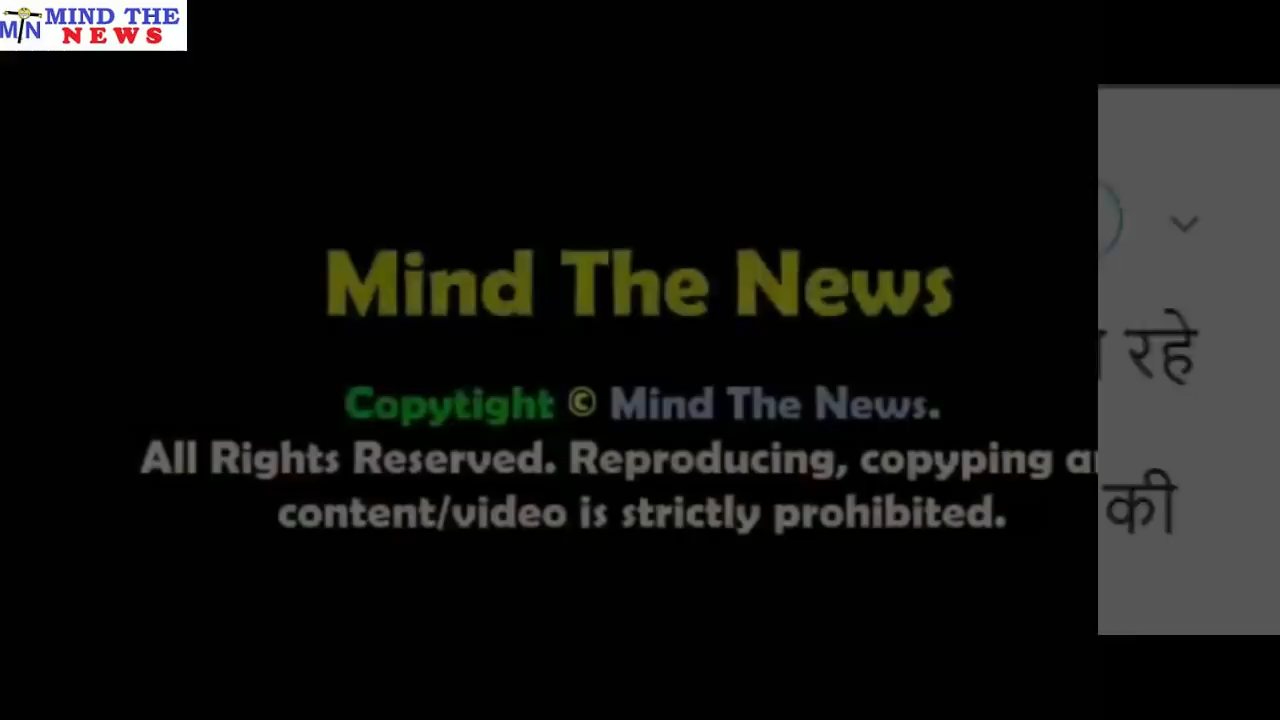 MIND THE
NEWS
MTN
Mind The News
Copytight © Mind The News.
All Rights Reserved. Reproducing, copyping
content/video is strictly prohibited.
रहे
की